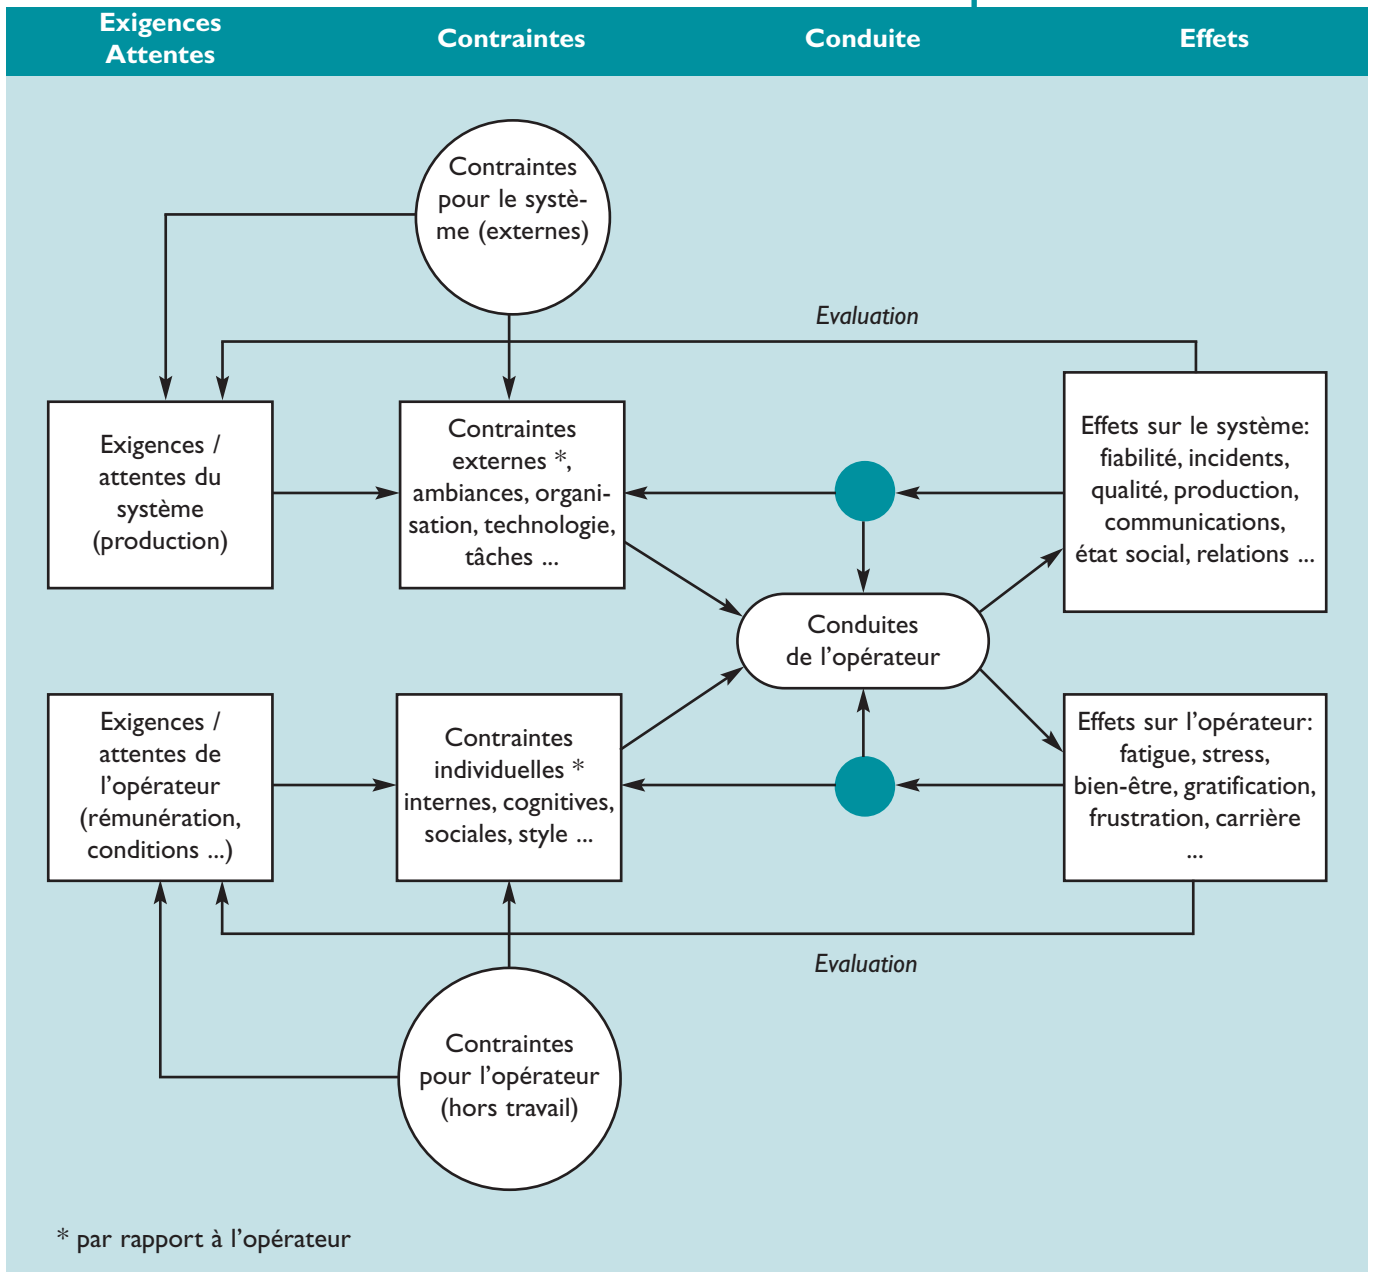 Exigences
Attentes
Contraintes
Conduite
Effets
Contraintes
pour le systè-
me (externes)
Evaluation
Exigences /
attentes du
système
(production)
Contraintes
externes *,
ambiances, organi-
sation, technologie,
tâches ...
Effets sur le système:
fiabilité, incidents,
qualité, production,
communications,
état social, relations ...
Conduites
de l’opérateur
Exigences /
attentes de
l’opérateur
(rémunération,
conditions ...)
Contraintes
individuelles *
internes, cognitives,
sociales, style ...
Effets sur l’opérateur:
fatigue, stress,
bien-être, gratification,
frustration, carrière
...
Evaluation
Contraintes
pour l’opérateur
(hors travail)
* par rapport à l’opérateur